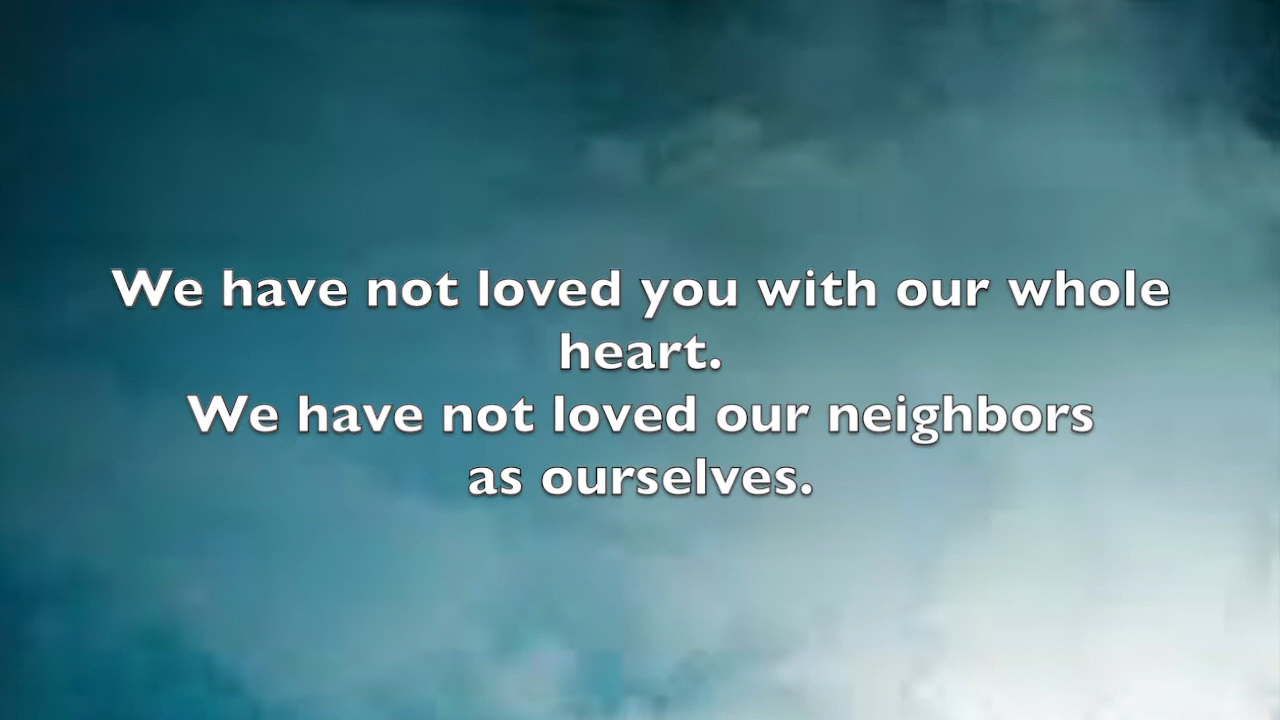 We have not loved you with our whole
heart.
We have not loved our neighbors
as ourselves.